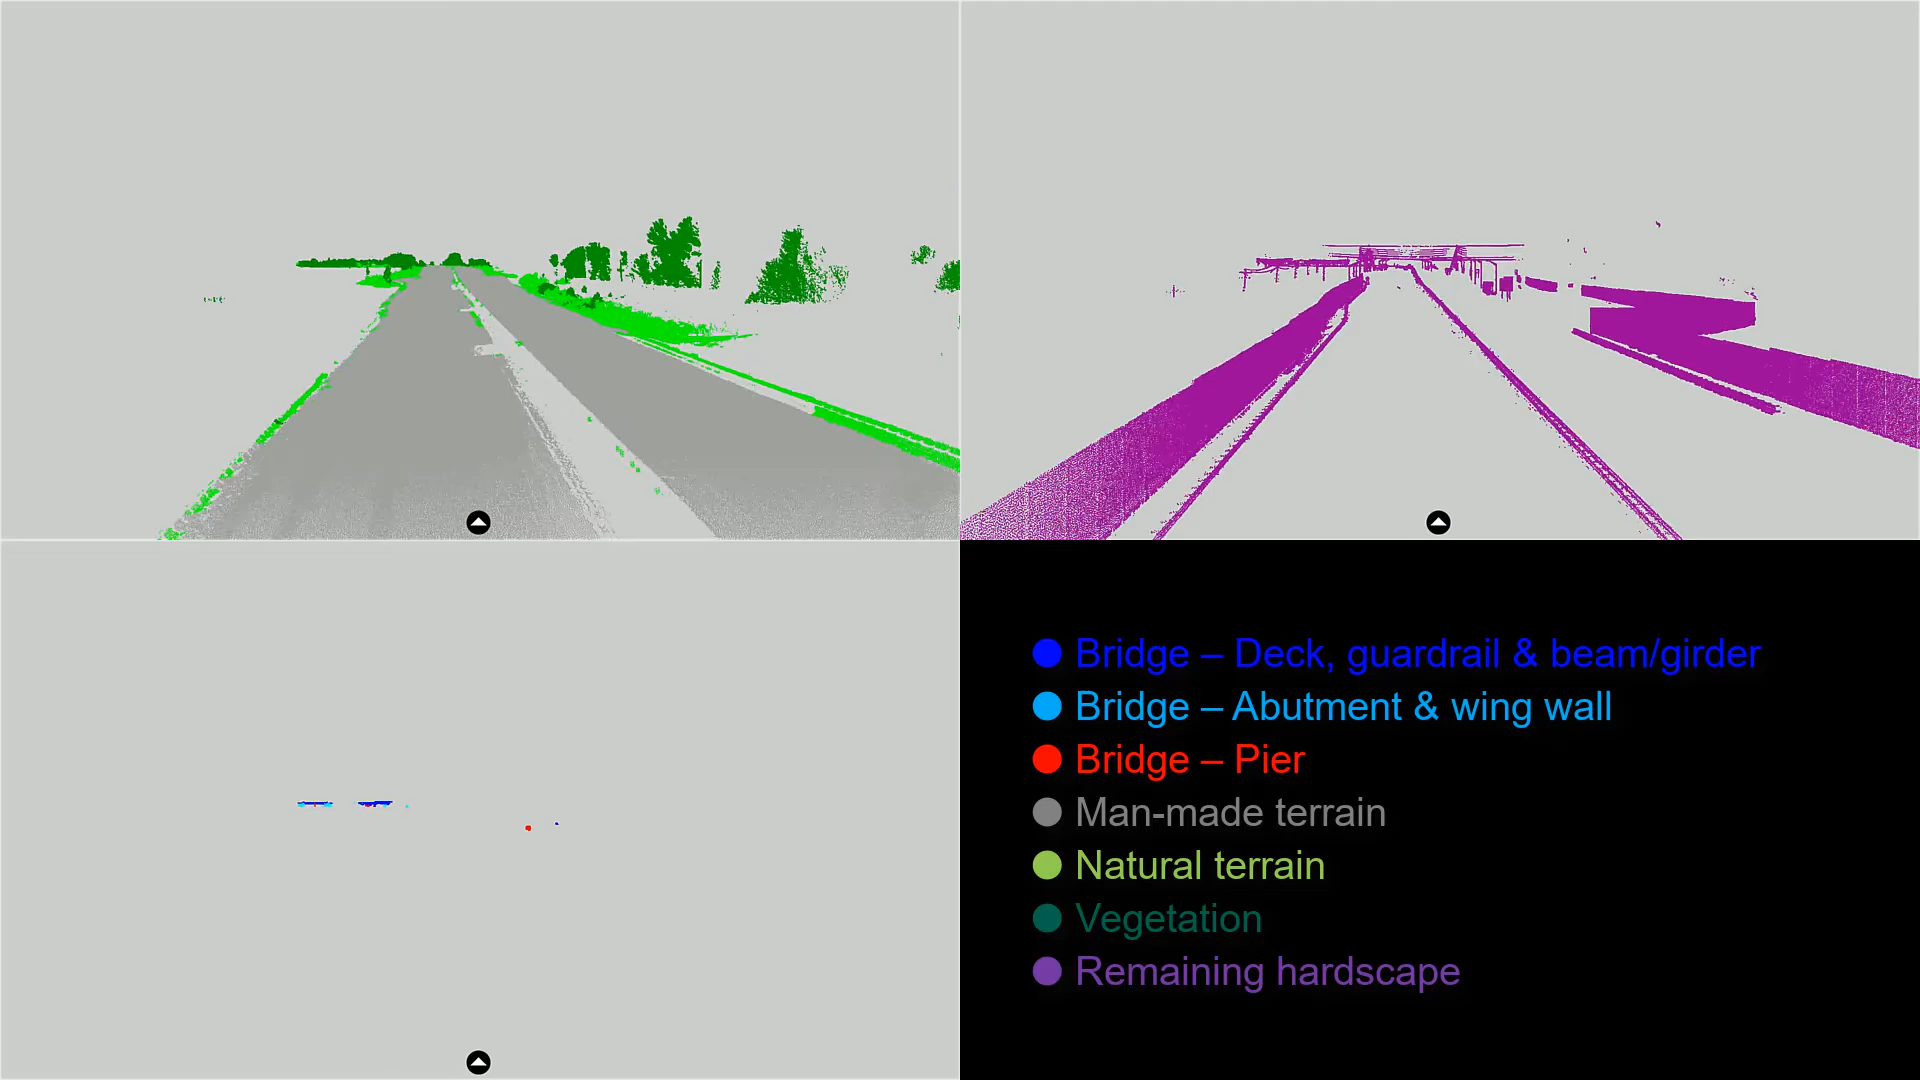 Bridge – Deck, guardrail & beam/girder
Bridge – Abutment & wing wall
Bridge – Pier
Man-made terrain
Natural terrain
Vegetation
Remaining hardscape